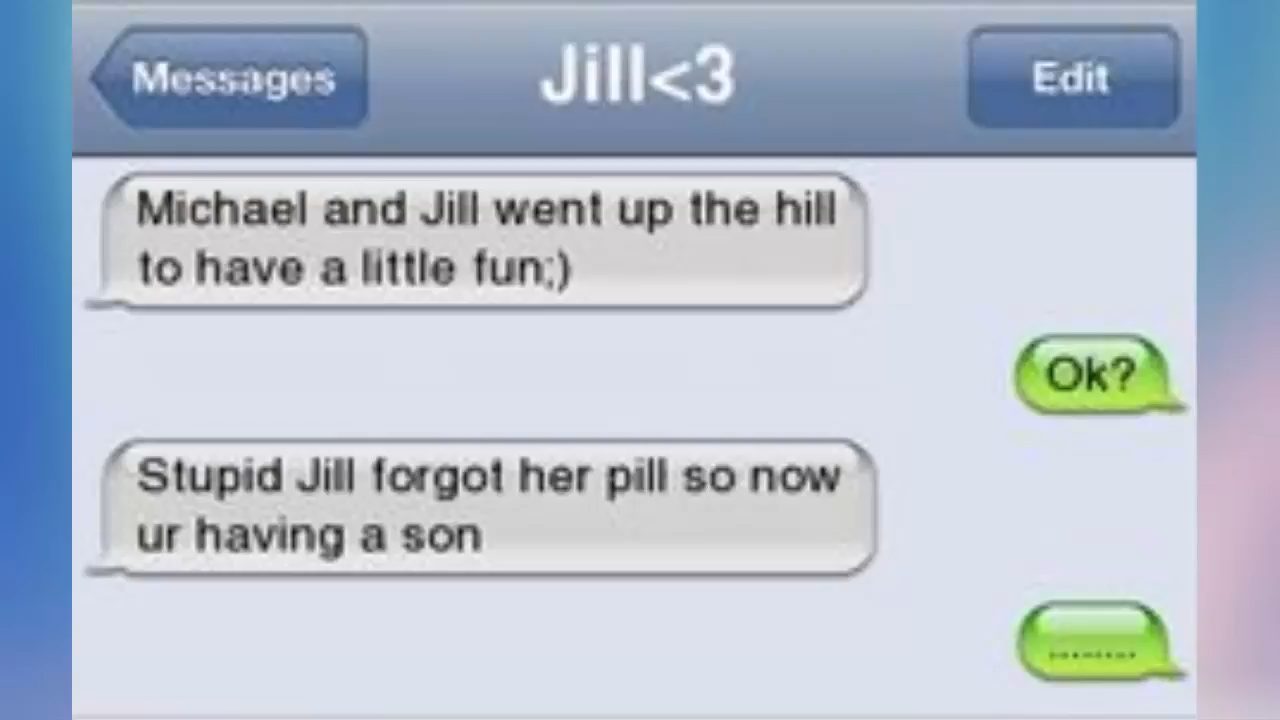 Messages
Jill<3
Edit
Michael and Jill went up the hill
to have a little fun;)
Ok?
Stupid Jill forgot her pill so now
ur having a son
.........